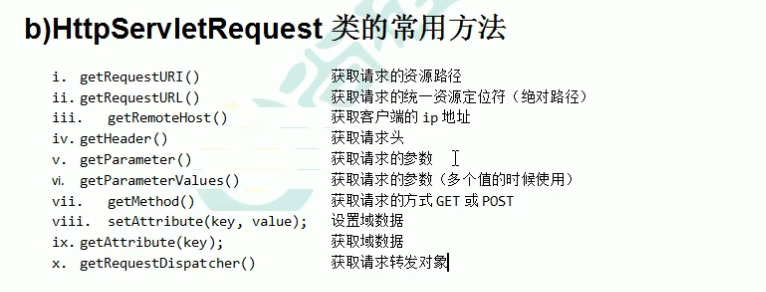 b)HttpServletRequest 类的常用方法
i. getRequestURI() 获取请求的资源路径
ii. getRequestURL() 获取请求的统一资源定位符（绝对路径）
iii. getRemoteHost() 获取客户端的 ip 地址
iv. getHeader() 获取请求头
v. getParameter() 获取请求的参数
vi. getParameterValues() 获取请求的参数（多个值的时候使用）
vii. getMethod() 获取请求的方式 GET 或 POST
viii. setAttribute(key, value); 设置域数据
ix. getAttribute(key); 获取域数据
x. getRequestDispatcher() 获取请求转发对象